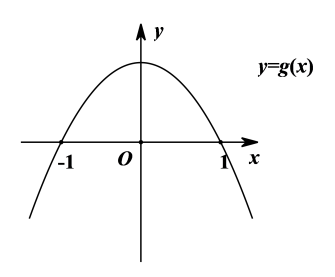 y
y=g(x)
-1 O 1 x